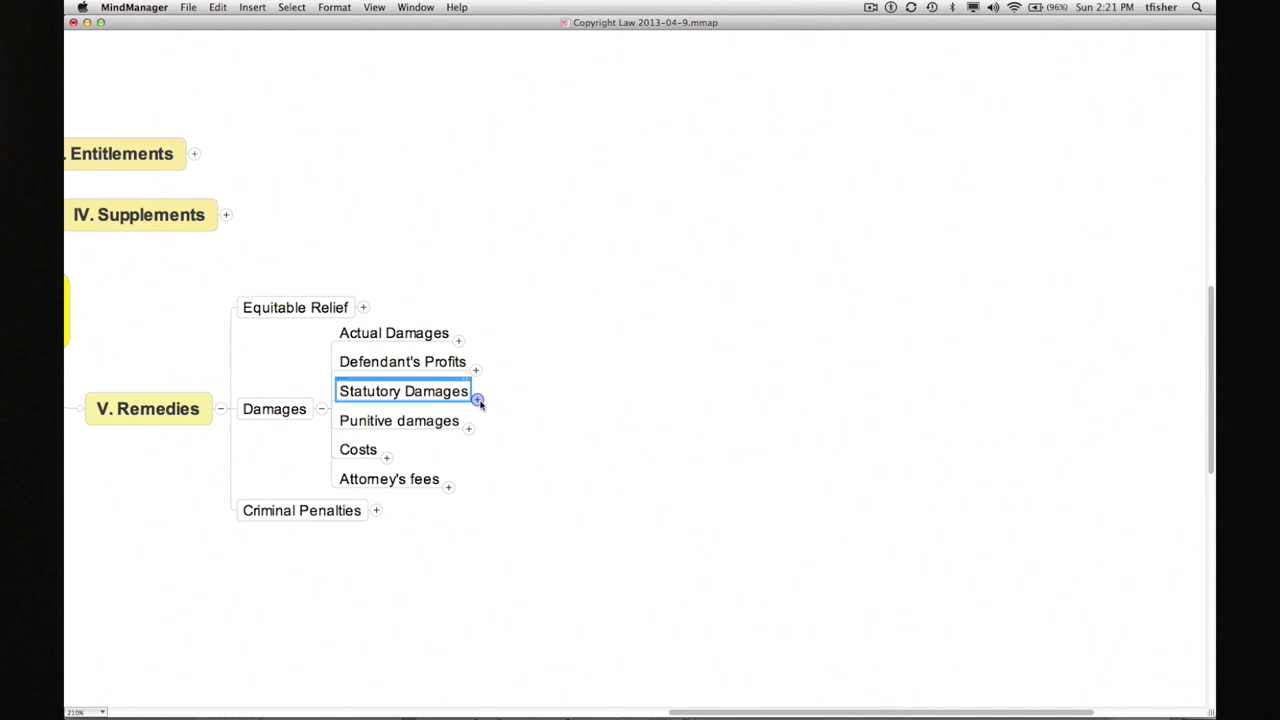 MindManager File Edit Insert Select Format View Window Help (96%) Sun 2:21 PM tfisher
Copyright Law 2013-04-9.mmap
. Entitlements
IV. Supplements
Equitable Relief
Actual Damages
Defendant's Profits
Statutory Damages
V. Remedies
Damages
Punitive damages
Costs
Attorney's fees
Criminal Penalties
210%